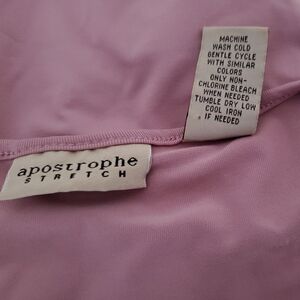 MACHINE
WASH COLD
GENTLE CYCLE
WITH SIMILAR
COLORS
ONLY NON-
CHLORINE BLEACH
WHEN NEEDED
TUMBLE DRY LOW
COOL IRON
IF NEEDED
apostrophe
STRETCH